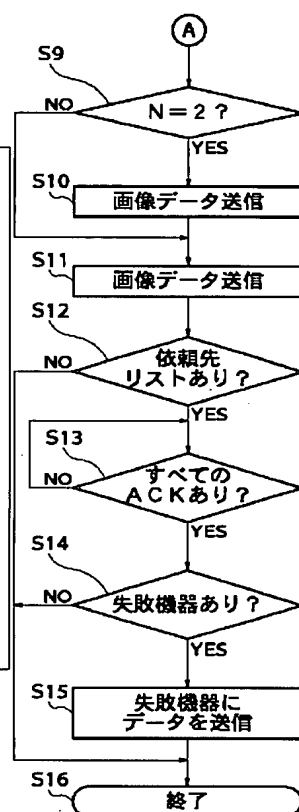 A
S9
N=2?
NO
YES
S10
画像データ送信
S11
画像データ送信
S12
依頼先
リストあり?
NO
YES
S13
すべての
ACKあり?
NO
YES
S14
失敗機器あり?
NO
YES
S15
失敗機器に
データを送信
S16
終了